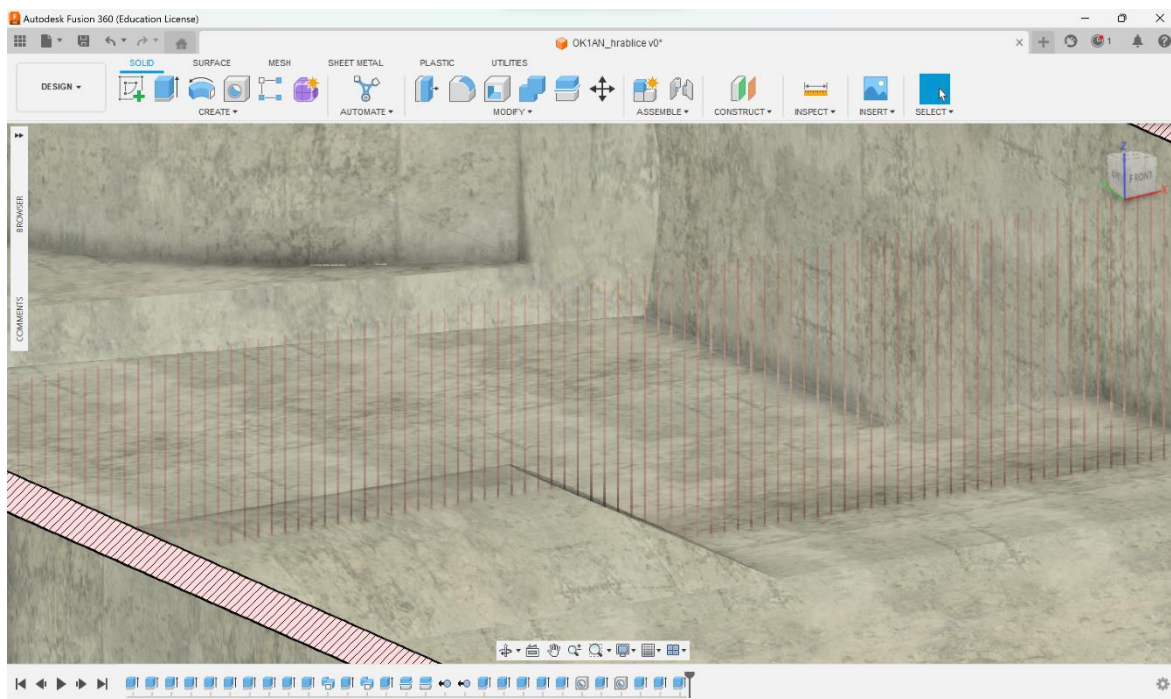 Autodesk Fusion 360 (Education License)
OK1AN_hrablice v0*
1
SOLID SURFACE MESH SHEET METAL PLASTIC UTILITIES
DESIGN
CREATE AUTOMATE MODIFY ASSEMBLE CONSTRUCT INSPECT INSERT SELECT
BROWSER
COMMENTS
Z
FRONT
X